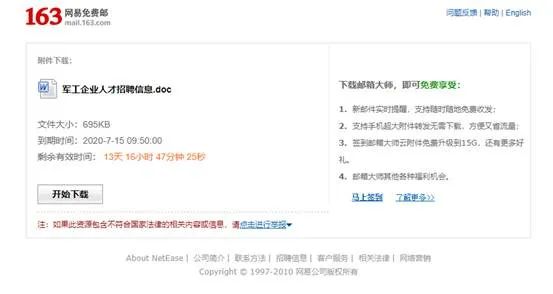 163 网易免费邮
mail.163.com
问题反馈 | 帮助 | English
附件下载：
军工企业人才招聘信息.doc
文件大小： 695KB
到期时间： 2020-7-15 09:50:00
剩余有效时间： 13天 16小时 47分钟 25秒
开始下载
注：如果此资源包含不符合国家法律的相关内容或信息，请点击进行举报
下载邮箱大师，即可免费享受：
1、新邮件实时提醒，支持随时随地免费收发；
2、支持手机超大附件转发无需下载，方便又省流量；
3、签到邮箱大师云附件免费升级到15G，还有更多好
礼。
4、邮箱大师其他各种福利机会。
马上签到 了解更多>>
About NetEase | 公司简介 | 联系方法 | 招聘信息 | 客户服务 | 相关法律 | 网络营销
Copyright © 1997-2010 网易公司版权所有